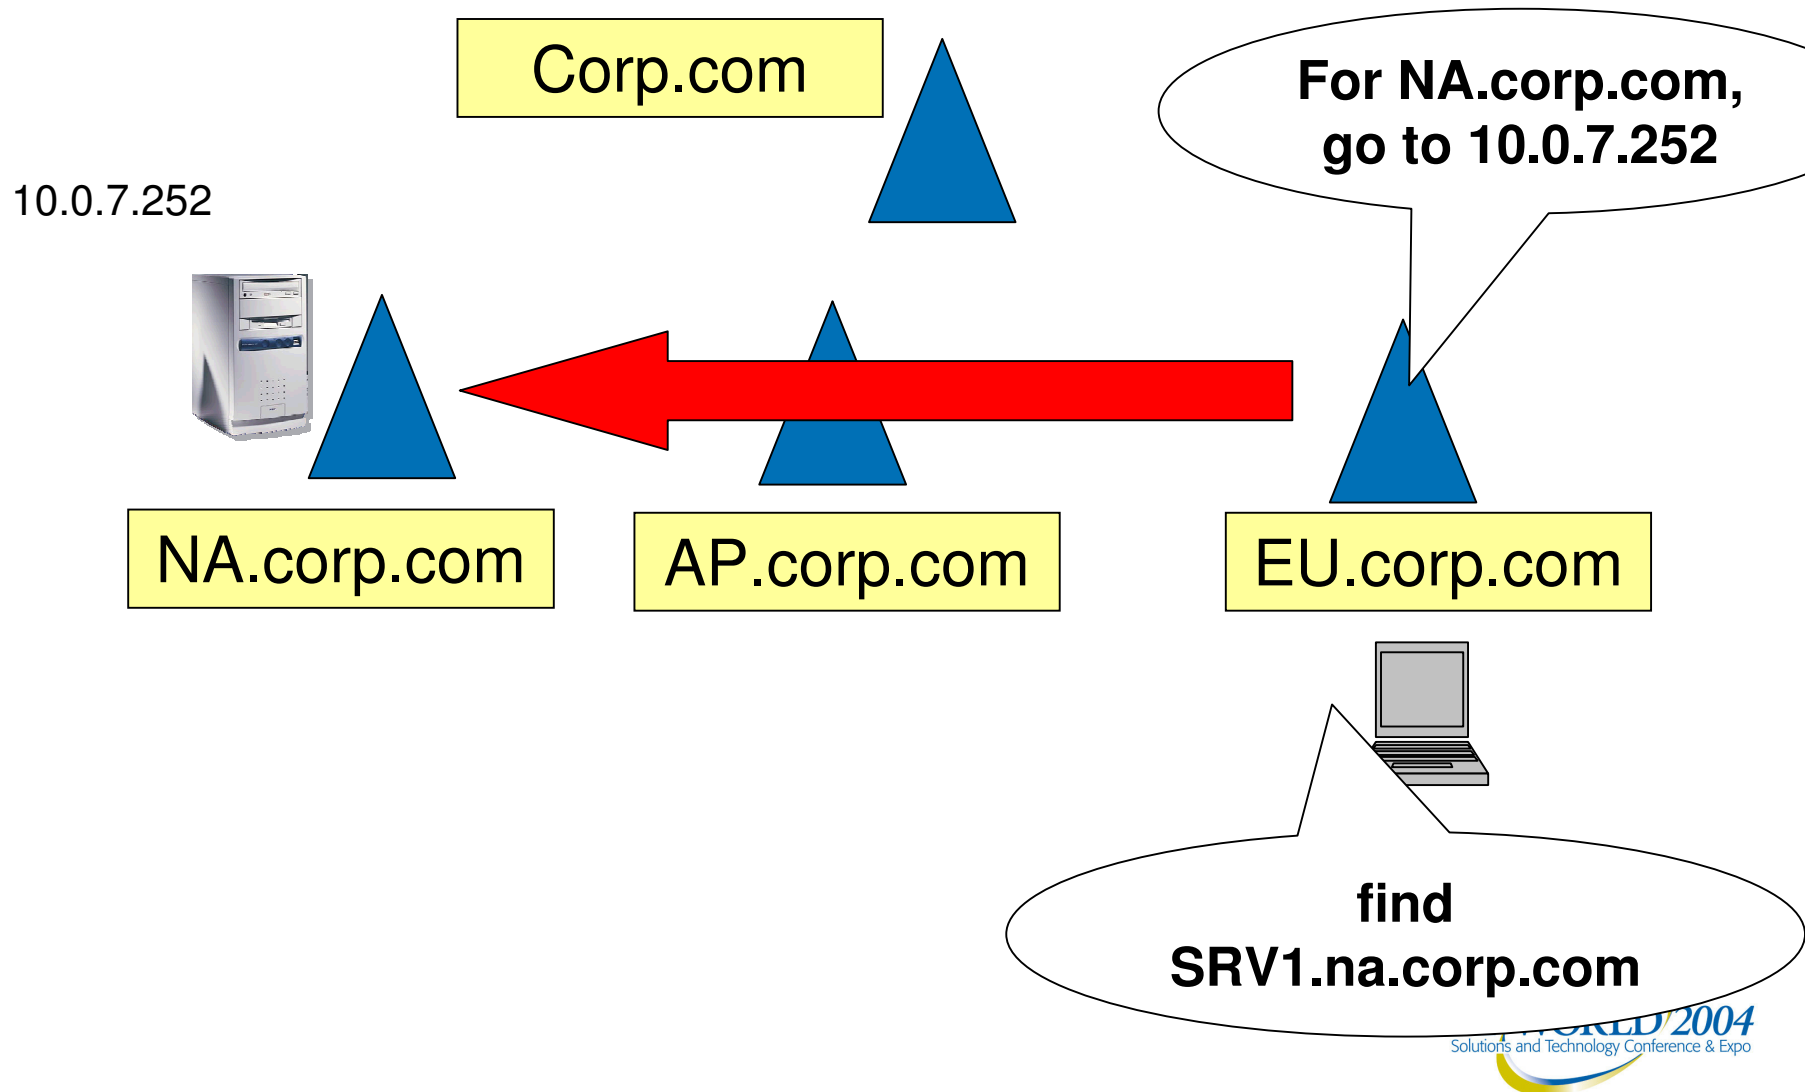 Corp.com
For NA.corp.com,
go to 10.0.7.252
10.0.7.252
NA.corp.com
AP.corp.com
EU.corp.com
find
SRV1.na.corp.com
2004
Solutions and Technology Conference & Expo